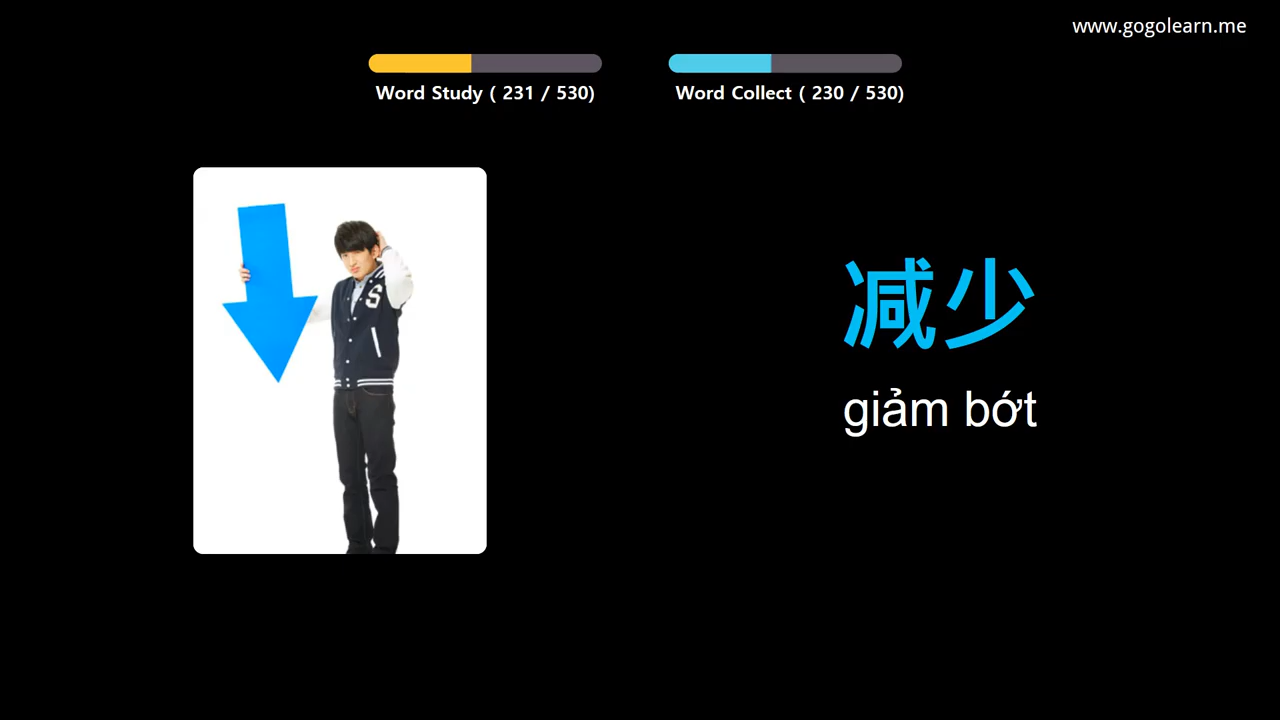 www.gogolearn.me
Word Study ( 231 / 530)
Word Collect ( 230 / 530)
S
减少
giảm bớt